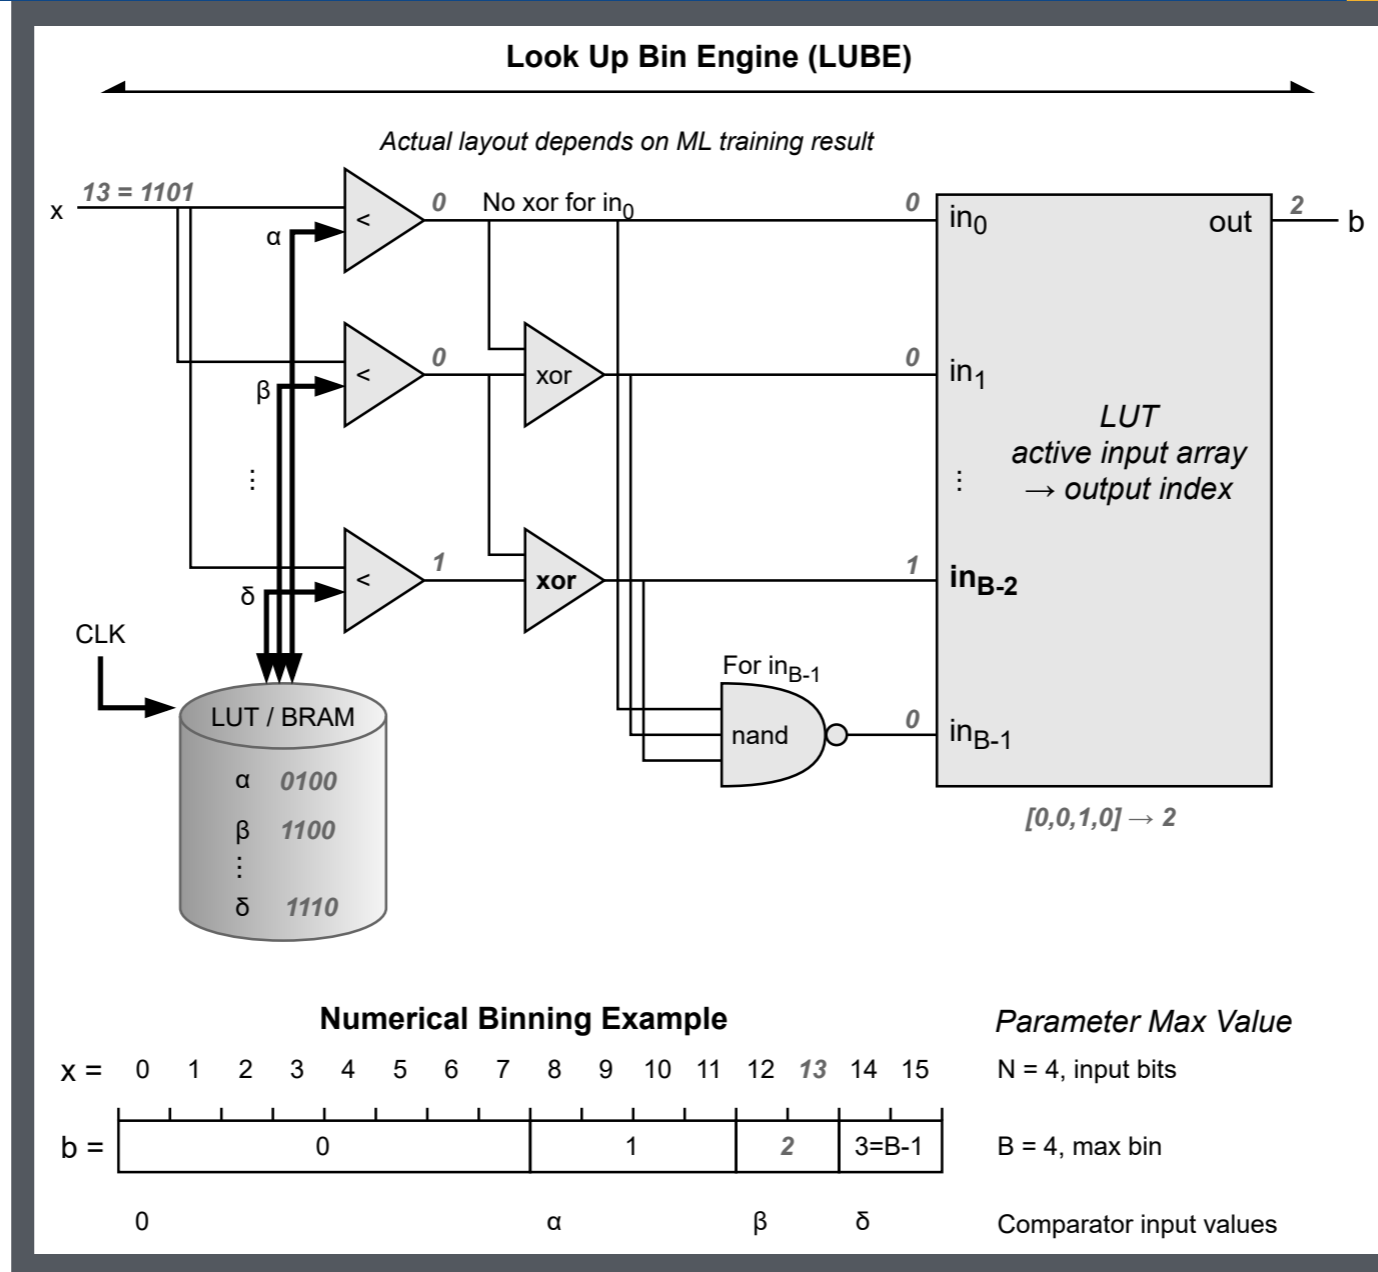 Look Up Bin Engine (LUBE)
Actual layout depends on ML training result
x 13 = 1101 < 0 No xor for in0 0 in0 out 2 b
α
< 0 xor 0 in1
β
LUT
active input array
→ output index
⋮ ⋮
< 1 xor 1 inB-2
δ
CLK
For inB-1
nand 0 inB-1
LUT / BRAM
α 0100
β 1100
⋮
δ 1110
[0,0,1,0] → 2
Numerical Binning Example Parameter Max Value
x = 0 1 2 3 4 5 6 7 8 9 10 11 12 13 14 15 N = 4, input bits
b = 0 1 2 3=B-1 B = 4, max bin
0 α β δ Comparator input values